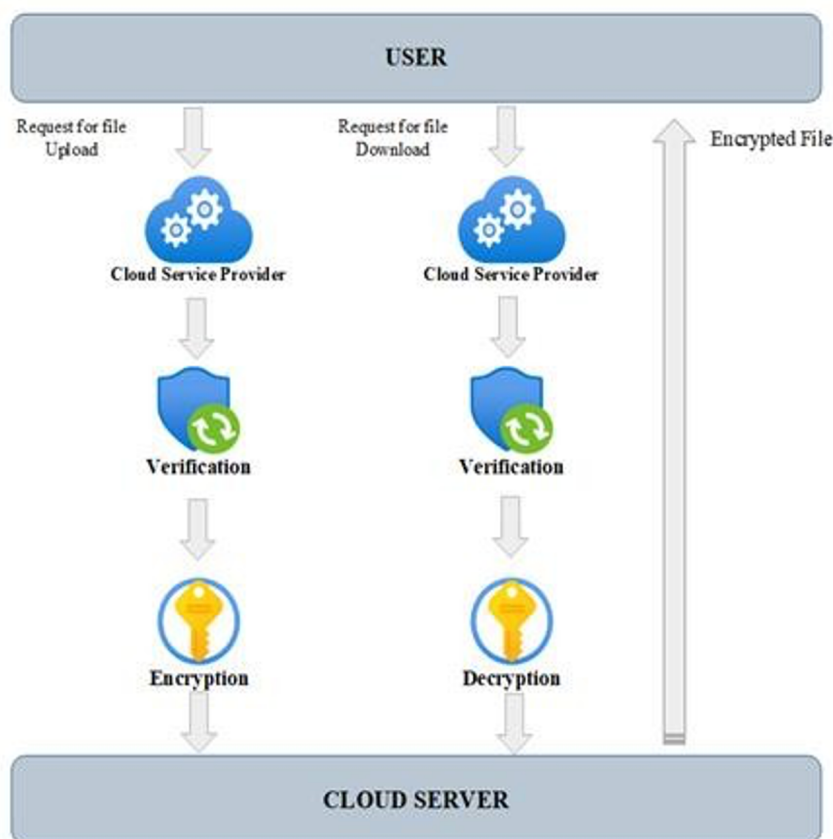 USER
Request for file
Upload
Request for file
Download
Encrypted File
Cloud Service Provider
Cloud Service Provider
Verification
Verification
Encryption
Decryption
CLOUD SERVER